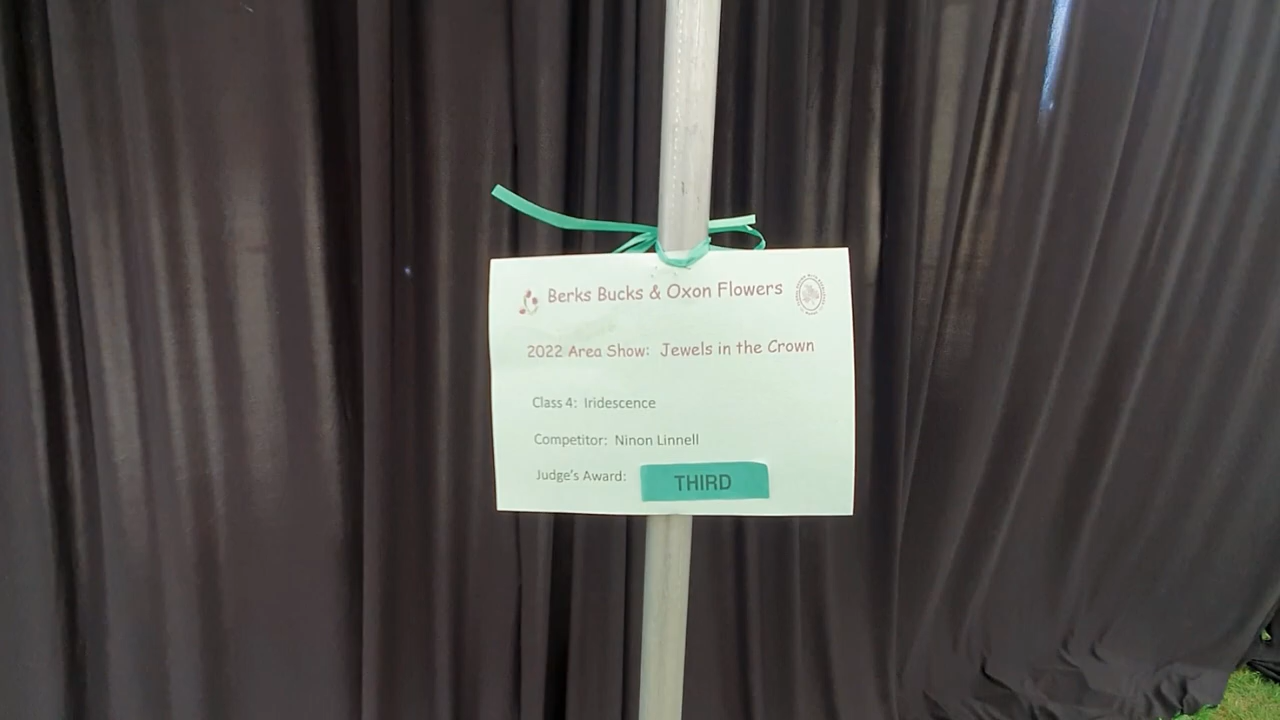 Berks Bucks & Oxon Flowers
2022 Area Show: Jewels in the Crown
Class 4: Iridescence
Competitor: Ninon Linnell
Judge's Award: THIRD